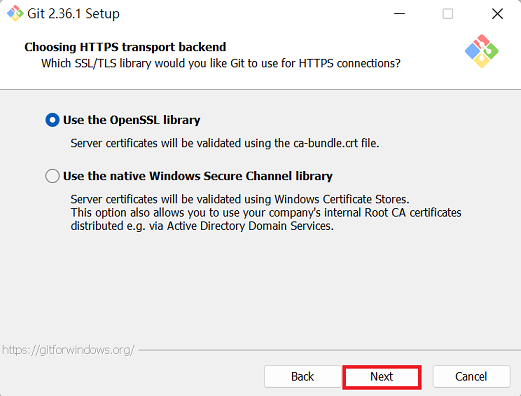 Git 2.36.1 Setup
Choosing HTTPS transport backend
Which SSL/TLS library would you like Git to use for HTTPS connections?
Use the OpenSSL library
Server certificates will be validated using the ca-bundle.crt file.
Use the native Windows Secure Channel library
Server certificates will be validated using Windows Certificate Stores.
This option also allows you to use your company's internal Root CA certificates
distributed e.g. via Active Directory Domain Services.
https://gitforwindows.org/
Back Next Cancel